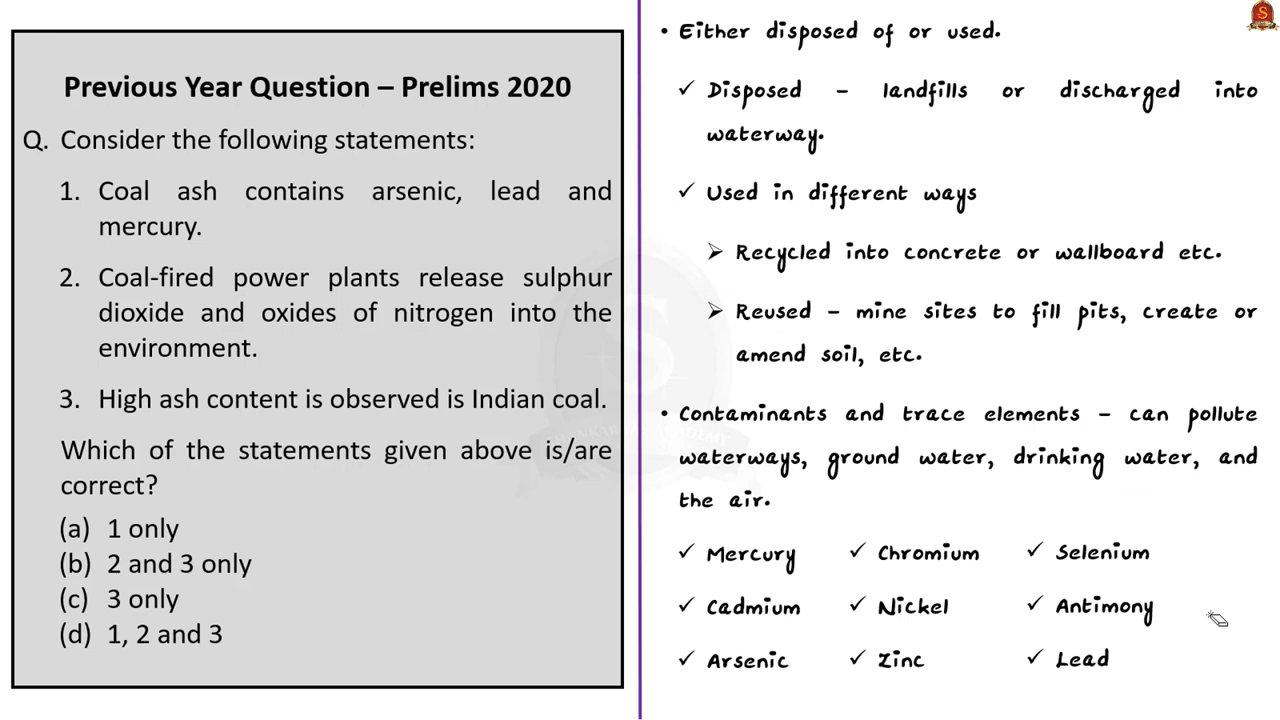 Previous Year Question – Prelims 2020
Q. Consider the following statements:
1. Coal ash contains arsenic, lead and
mercury.
2. Coal-fired power plants release sulphur
dioxide and oxides of nitrogen into the
environment.
3. High ash content is observed is Indian coal.
Which of the statements given above is/are
correct?
(a) 1 only
(b) 2 and 3 only
(c) 3 only
(d) 1, 2 and 3
• Either disposed of or used.
✓ Disposed – landfills or discharged into
waterway.
✓ Used in different ways
➢ Recycled into concrete or wallboard etc.
➢ Reused – mine sites to fill pits, create or
amend soil, etc.
• Contaminants and trace elements – can pollute
waterways, ground water, drinking water, and
the air.
✓ Mercury ✓ Chromium ✓ Selenium
✓ Cadmium ✓ Nickel ✓ Antimony
✓ Arsenic ✓ Zinc ✓ Lead